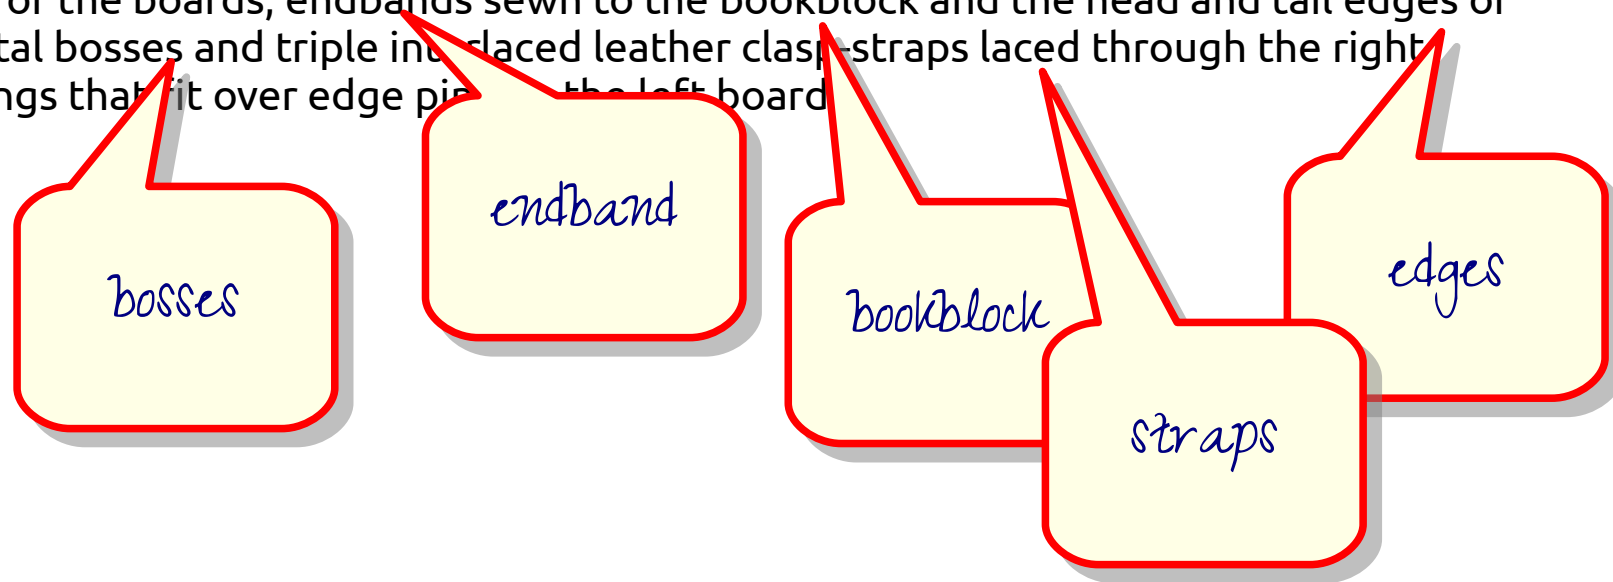 of the boards, endbands sewn to the bookblock and the head and tail edges of
tal bosses and triple interlaced leather clasp-straps laced through the right
ngs that fit over edge the left board
endband
edges
bosses
bookblock
straps